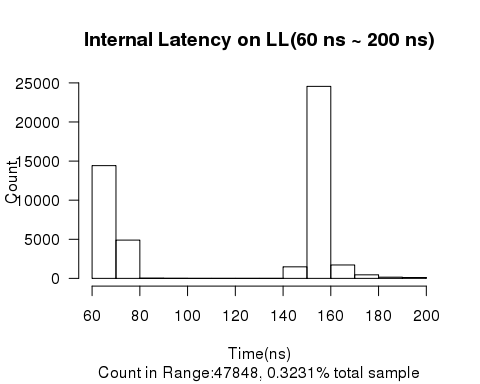 Internal Latency on LL(60 ns ~ 200 ns)
25000
20000
15000
10000
5000
0
Count
60 80 100 120 140 160 180 200
Time(ns)
Count in Range:47848, 0.3231% total sample